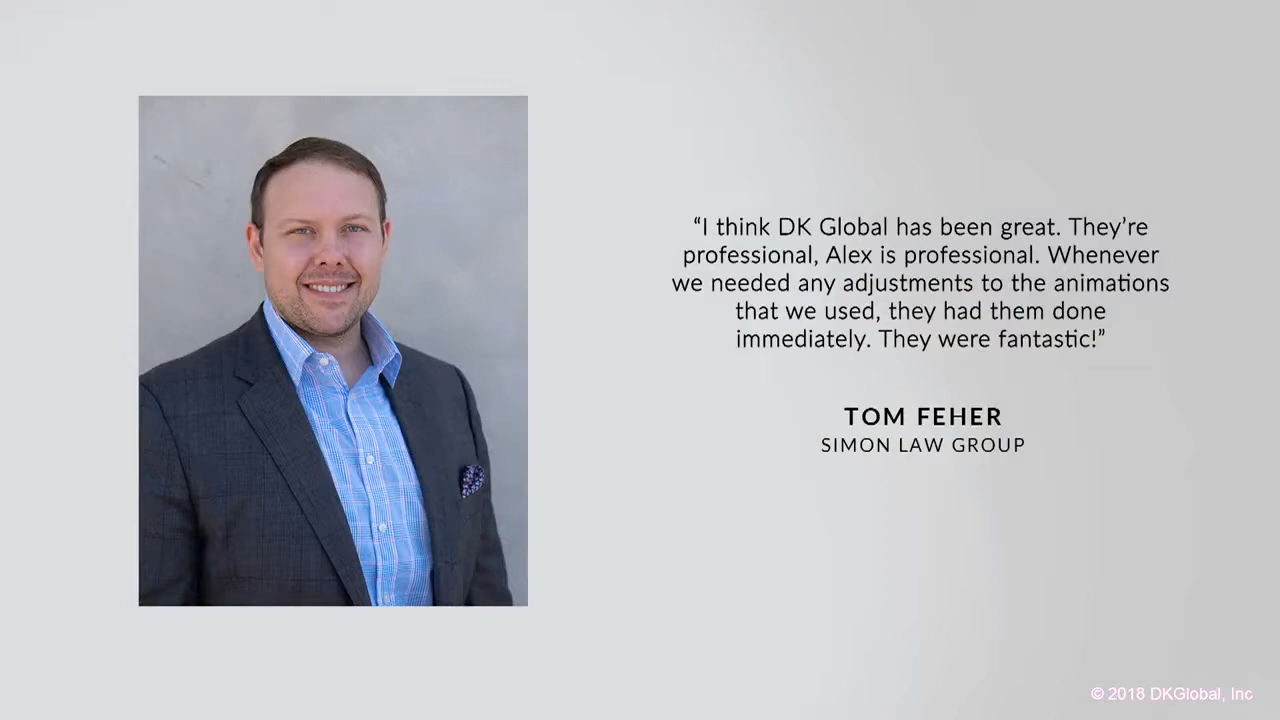 “I think DK Global has been great. They’re
professional, Alex is professional. Whenever
we needed any adjustments to the animations
that we used, they had them done
immediately. They were fantastic!”
TOM FEHER
SIMON LAW GROUP
© 2018 DKGlobal, Inc